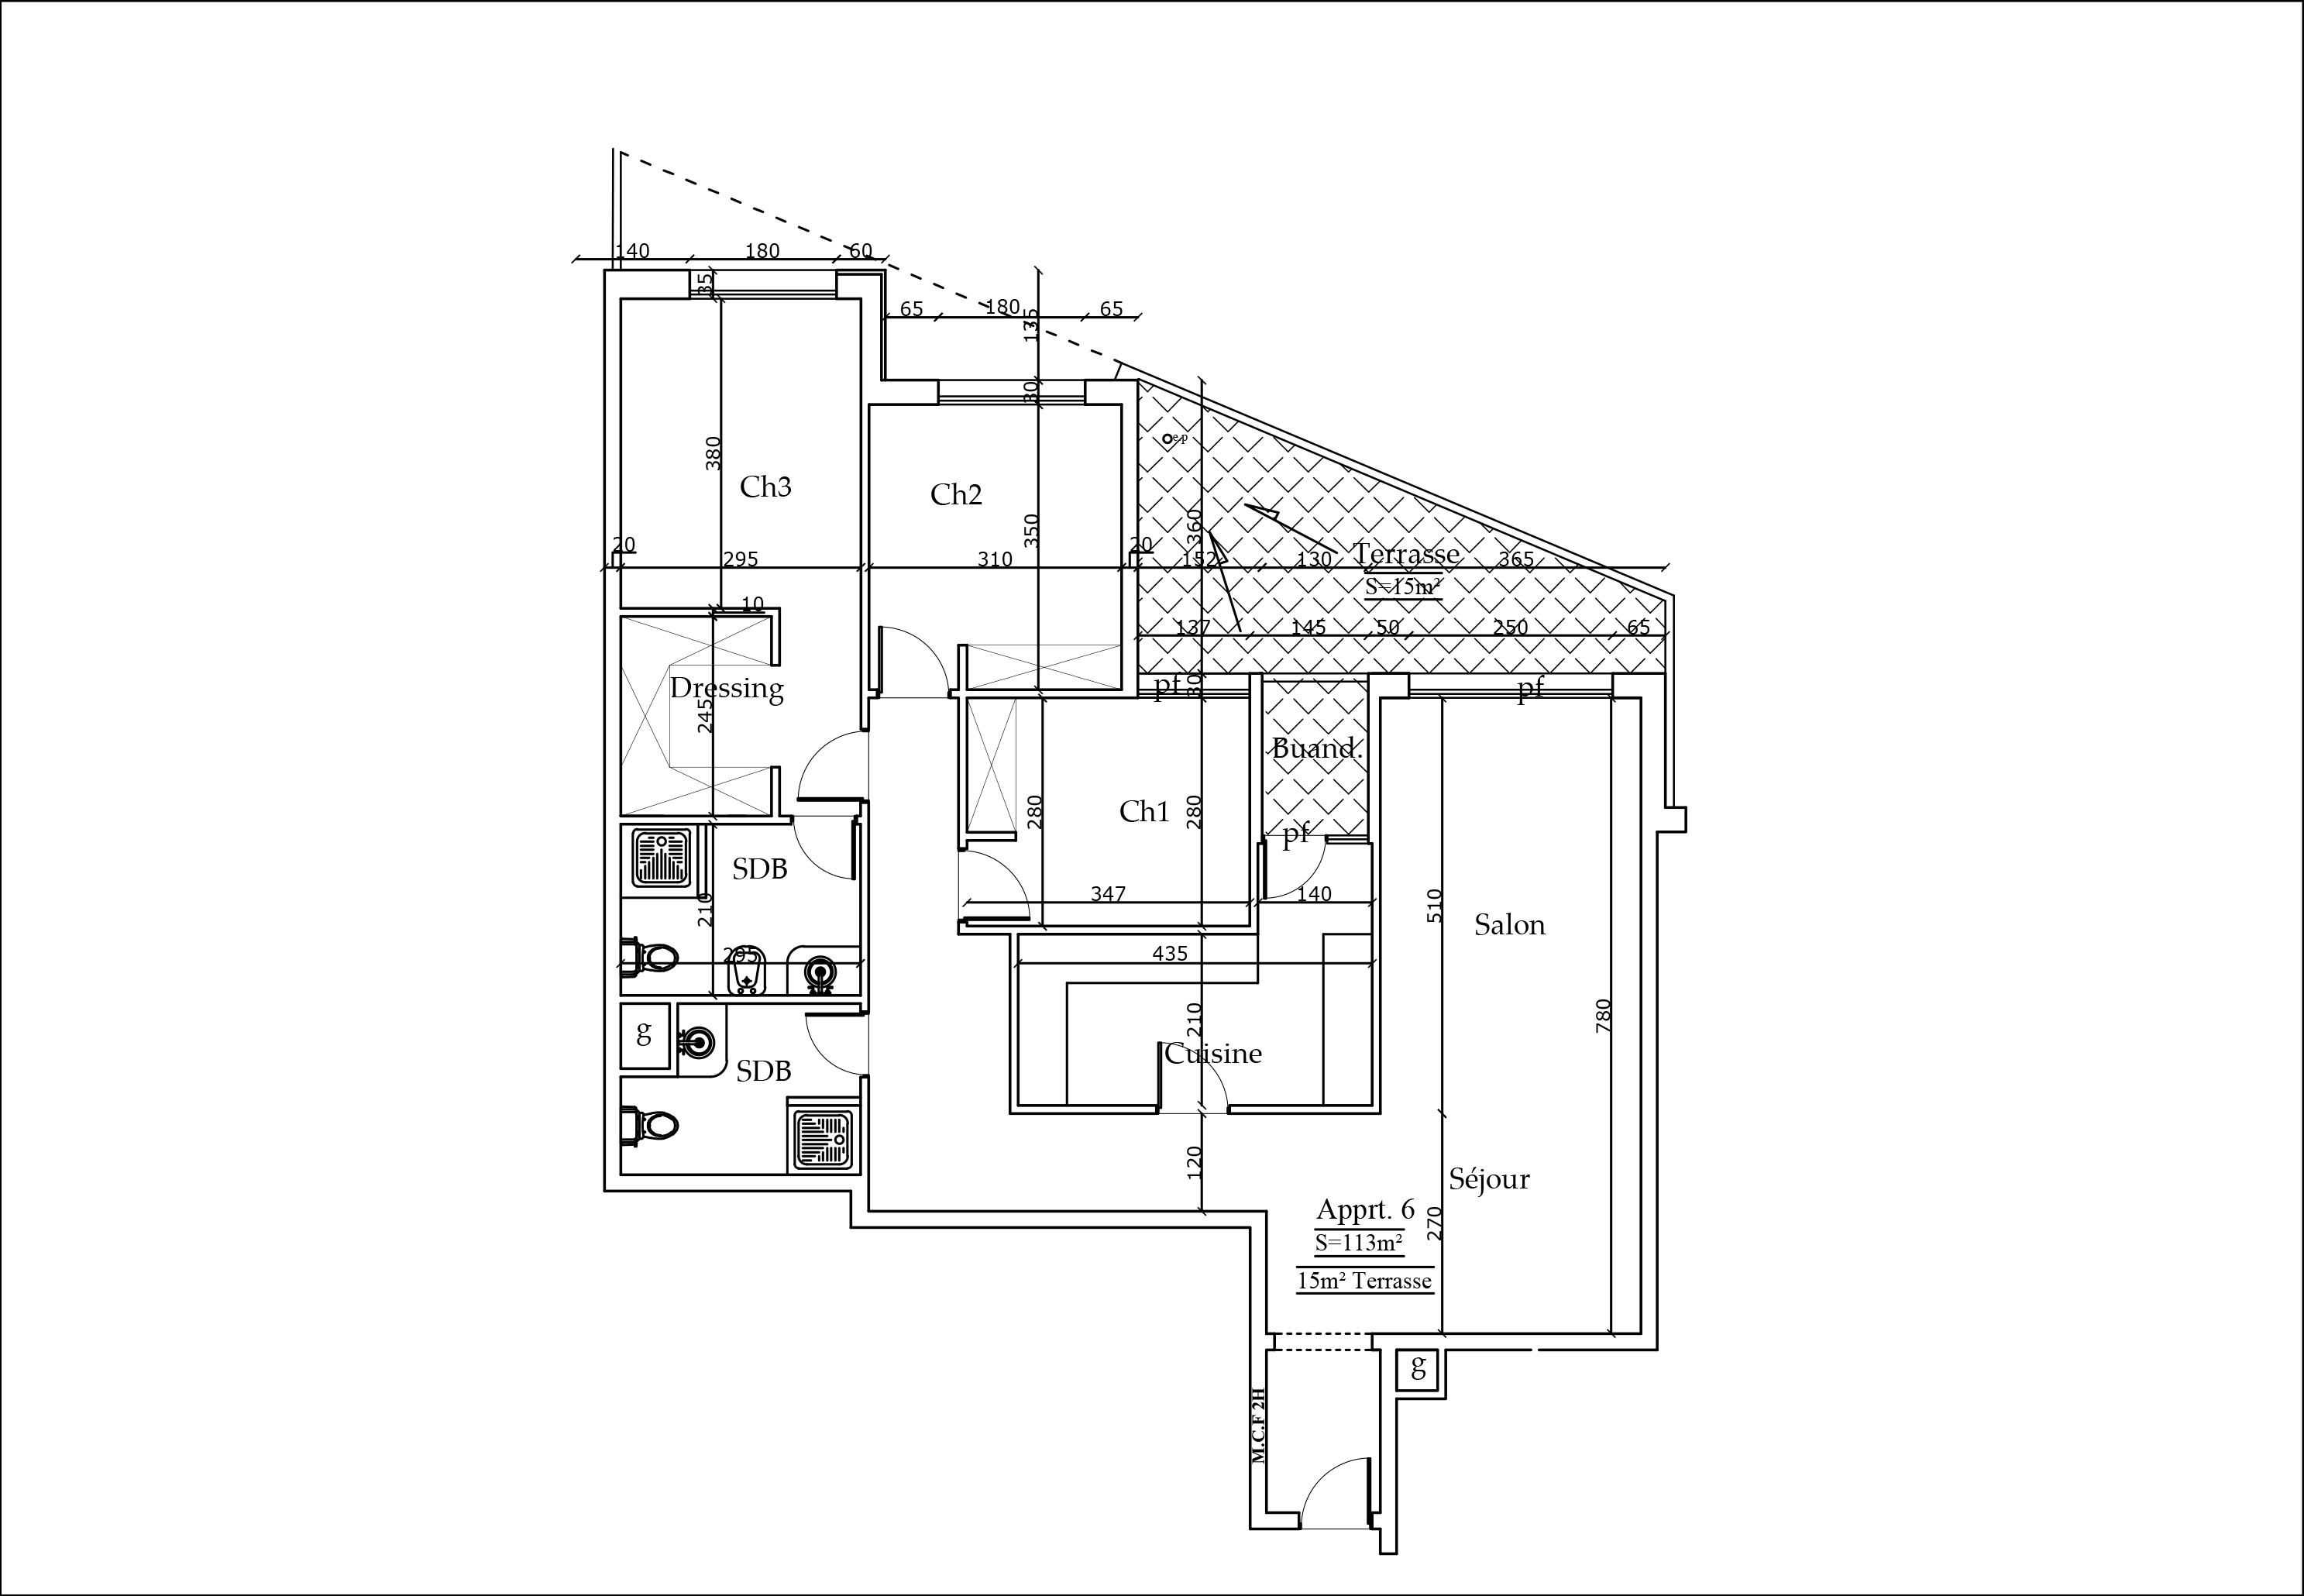 140 180 60
35
65 180 65
135
30
e.p
380
Ch3
Ch2
350
360
20 295 310 20 152 130 365
Terrasse
S=15m²
10
137 145 50 250 65
Dressing
245
pf
30
pf
Buand.
280
Ch1
280
pf
SDB
210
347 140
510
Salon
295
435
g
210
780
Cuisine
SDB
120
Séjour
270
Apprt. 6
S=113m²
15m² Terrasse
g
M.C.F 2H